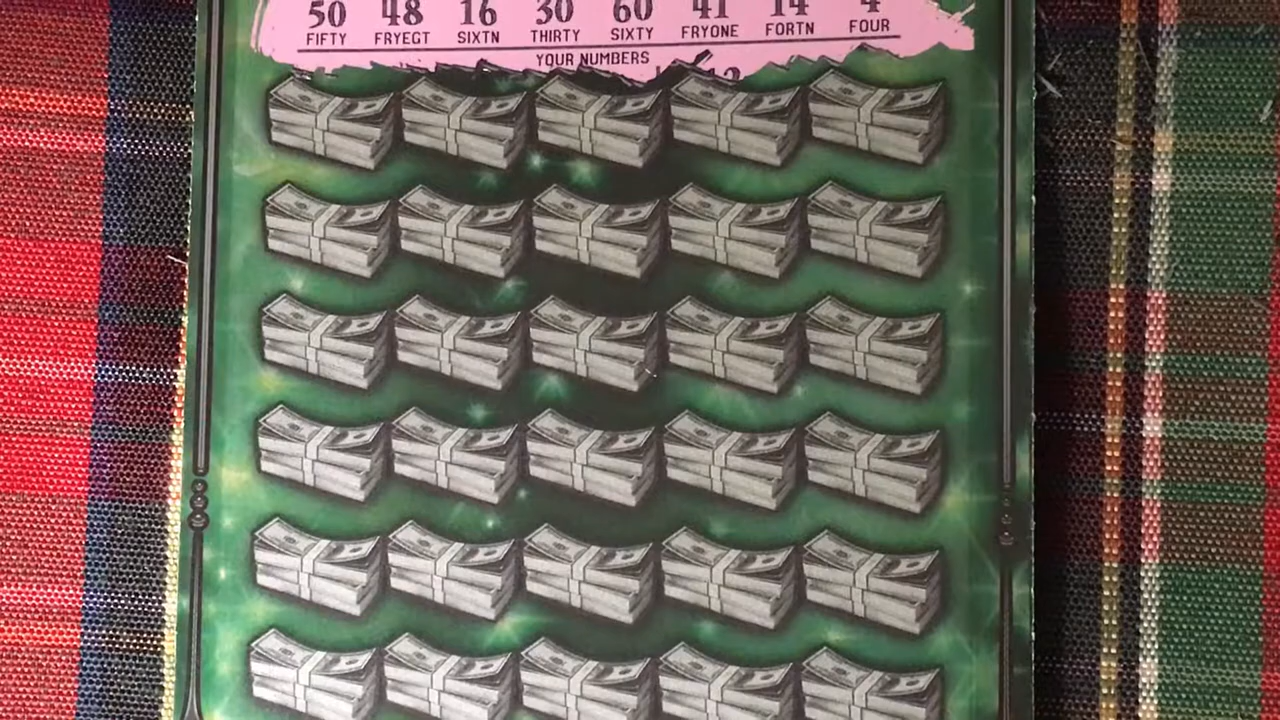 50 48 16 30 60 41 14 4
FIFTY FRYEGT SIXTN THIRTY SIXTY FRYONE FORTN FOUR
YOUR NUMBERS